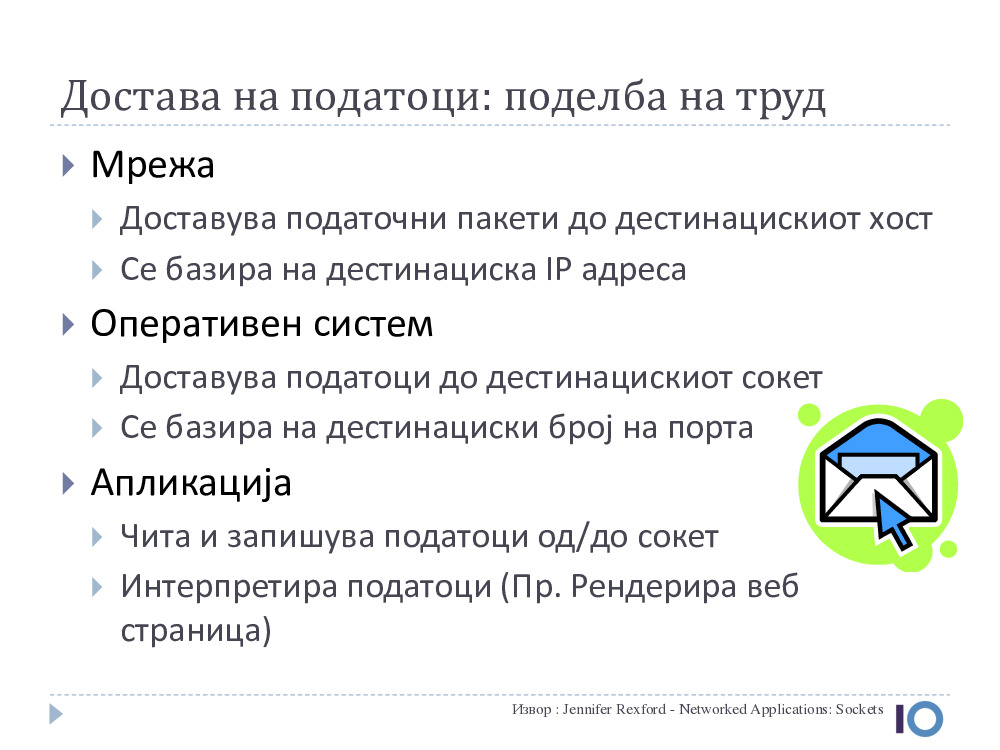 Достава на податоци: поделба на труд
Мрежа
Доставува податочни пакети до дестинацискиот хост
Се базира на дестинациска IP адреса
Оперативен систем
Доставува податоци до дестинацискиот сокет
Се базира на дестинациски број на порта
Апликација
Чита и запишува податоци од/до сокет
Интерпретира податоци (Пр. Рендерира веб
страница)
Извор : Jennifer Rexford - Networked Applications: Sockets